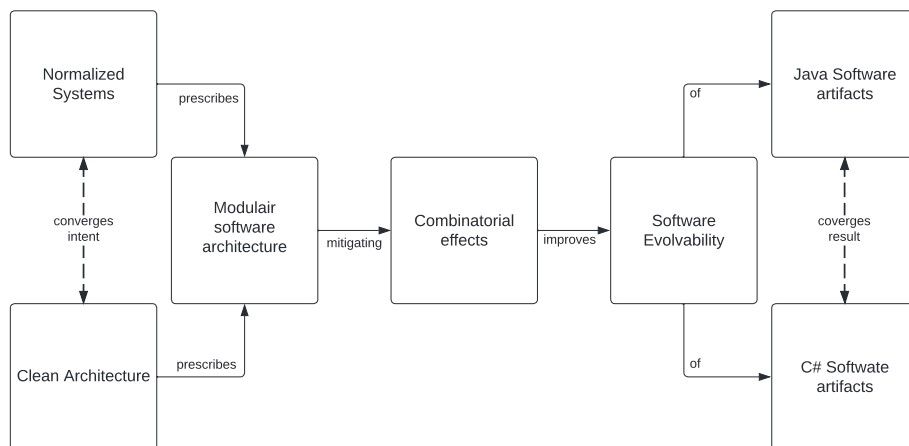 Normalized
Systems
prescribes
converges
intent
Clean Architecture
prescribes
Modulair
software
architecture
mitigating
Combinatorial
effects
improves
Software
Evolvability
of
of
Java Software
artifacts
coverges
result
C# Softwate
artifacts